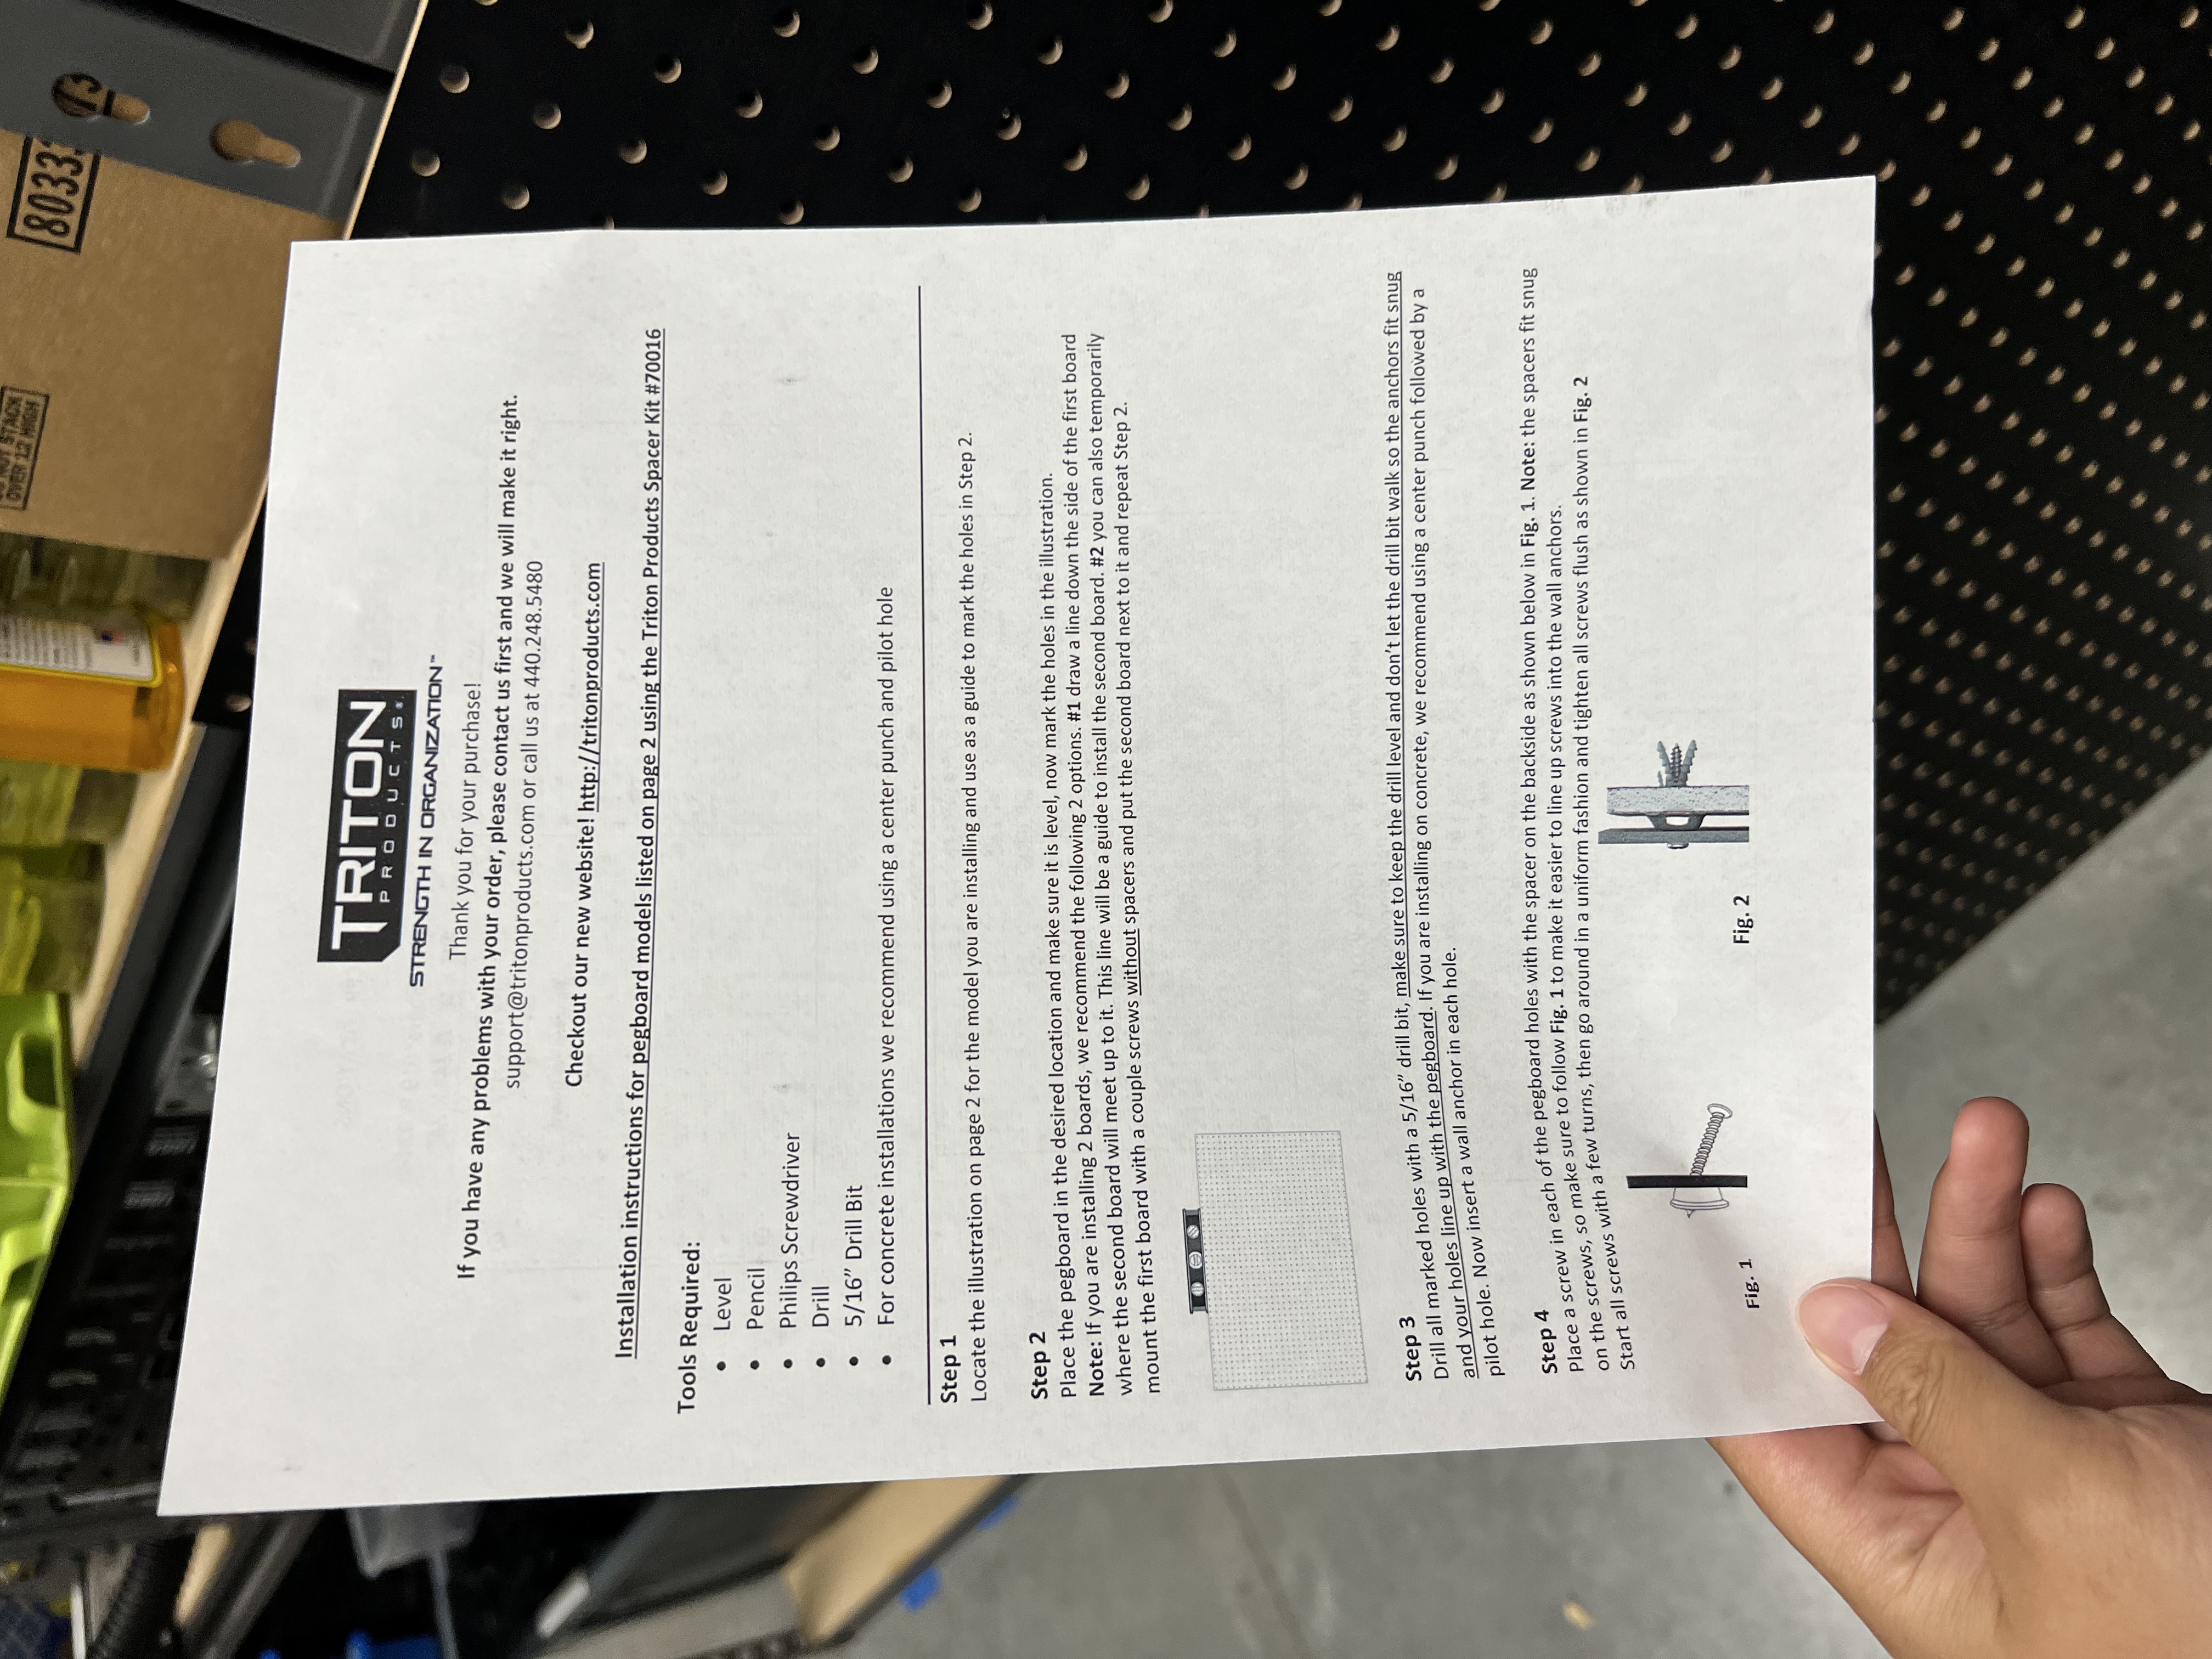 DO NOT STACK
OVER 12 HIGH
8033
TRITON
PRODUCTS®
STRENGTH IN ORGANIZATION™
Thank you for your purchase!
If you have any problems with your order, please contact us first and we will make it right.
support@tritonproducts.com or call us at 440.248.5480
Checkout our new website! http://tritonproducts.com
Installation instructions for pegboard models listed on page 2 using the Triton Products Spacer Kit #70016
Tools Required:
• Level
• Pencil
• Philips Screwdriver
• Drill
• 5/16” Drill Bit
• For concrete installations we recommend using a center punch and pilot hole
Step 1
Locate the illustration on page 2 for the model you are installing and use as a guide to mark the holes in Step 2.
Step 2
Place the pegboard in the desired location and make sure it is level, now mark the holes in the illustration.
Note: If you are installing 2 boards, we recommend the following 2 options. #1 draw a line down the side of the first board
where the second board will meet up to it. This line will be a guide to install the second board. #2 you can also temporarily
mount the first board with a couple screws without spacers and put the second board next to it and repeat Step 2.
Step 3
Drill all marked holes with a 5/16” drill bit, make sure to keep the drill level and don’t let the drill bit walk so the anchors fit snug
and your holes line up with the pegboard. If you are installing on concrete, we recommend using a center punch followed by a
pilot hole. Now insert a wall anchor in each hole.
Step 4
Place a screw in each of the pegboard holes with the spacer on the backside as shown below in Fig. 1. Note: the spacers fit snug
on the screws, so make sure to follow Fig. 1 to make it easier to line up screws into the wall anchors.
Start all screws with a few turns, then go around in a uniform fashion and tighten all screws flush as shown in Fig. 2
Fig. 1
Fig. 2